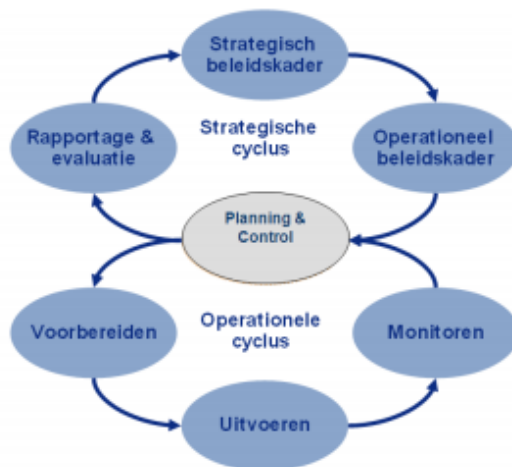 Strategisch
beleidskader
Rapportage &
evaluatie
Strategische
cyclus
Operationeel
beleidskader
Planning &
Control
Voorbereiden
Operationele
cyclus
Monitoren
Uitvoeren